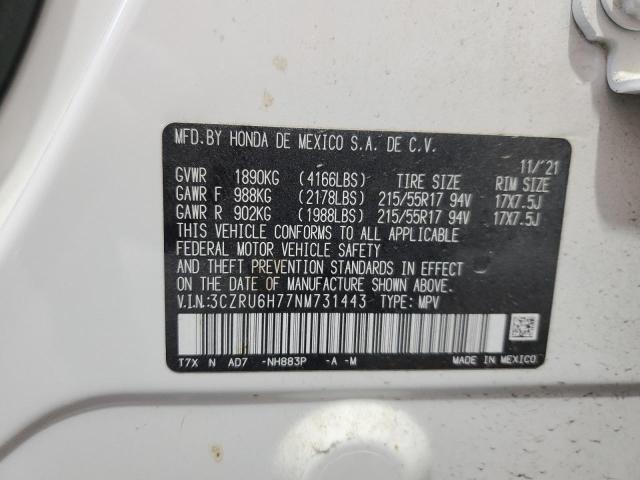 MFD.BY HONDA DE MEXICO S.A. DE C.V.
11/'21
GVWR 1890KG (4166LBS) TIRE SIZE RIM SIZE
GAWR F 988KG (2178LBS) 215/55R17 94V 17X7.5J
GAWR R 902KG (1988LBS) 215/55R17 94V 17X7.5J
THIS VEHICLE CONFORMS TO ALL APPLICABLE
FEDERAL MOTOR VEHICLE SAFETY
AND THEFT PREVENTION STANDARDS IN EFFECT ON
THE DATE OF MANUFACTURE SHOWN ABOVE.
V.I.N.:3CZRU6H77NM731443 TYPE: MPV
T7X N AD7 -NH883P -A -M MADE IN MEXICO